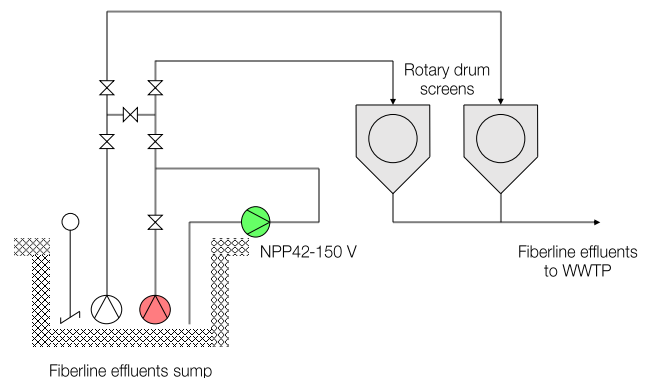 Rotary drum
screens
NPP42-150 V
Fiberline effluents
to WWTP
Fiberline effluents sump